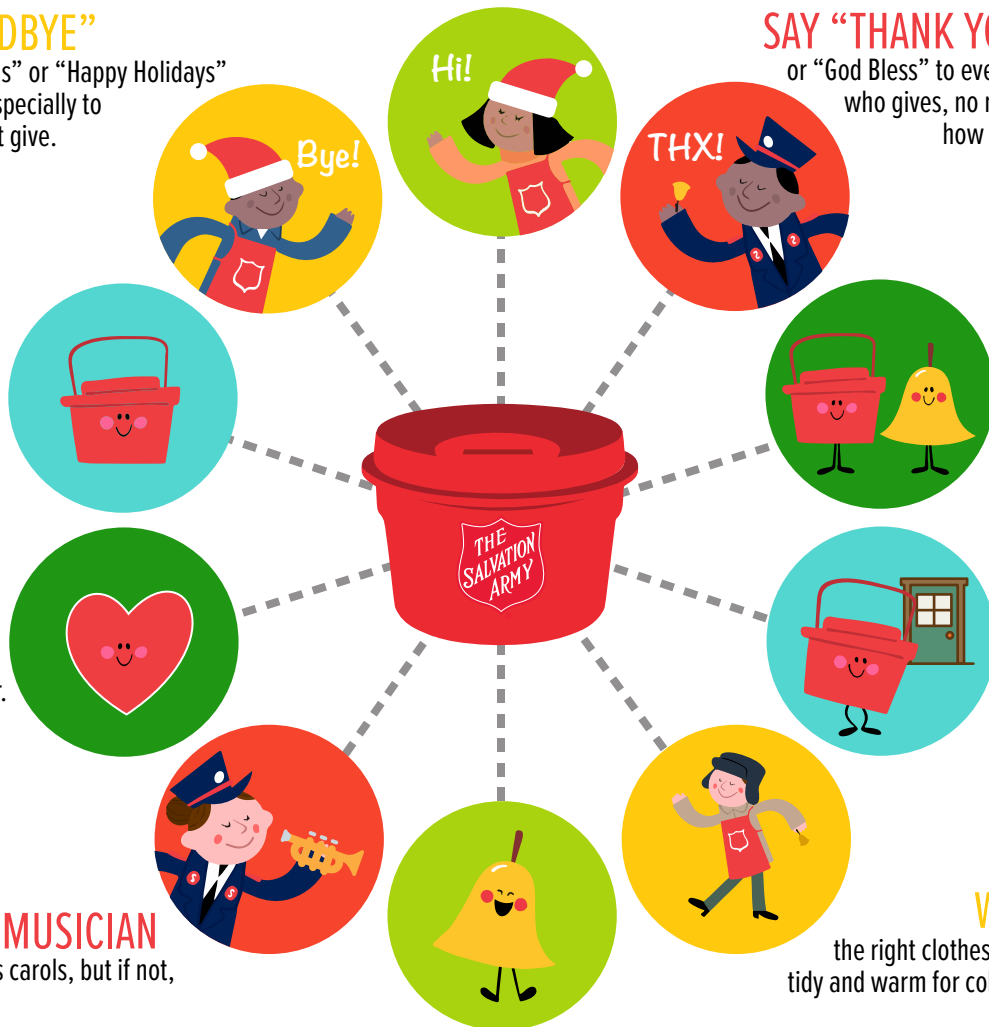 DBYE”
s” or “Happy Holidays”
specially to
t give.
Bye!
Hi!
SAY “THANK YO
or “God Bless” to eve
who gives, no
how
THX!
THE
SALVATION
ARMY
r.
MUSICIAN
s carols, but if not,
the right clothes
tidy and warm for co